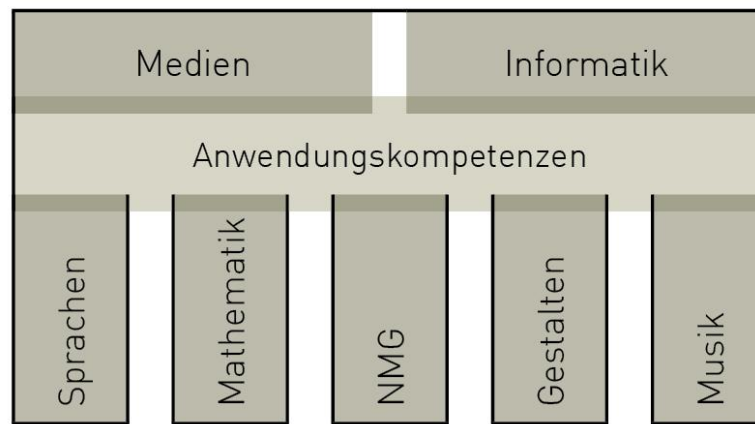 Medien
Informatik
Anwendungskompetenzen
Sprachen
Mathematik
NMG
Gestalten
Musik